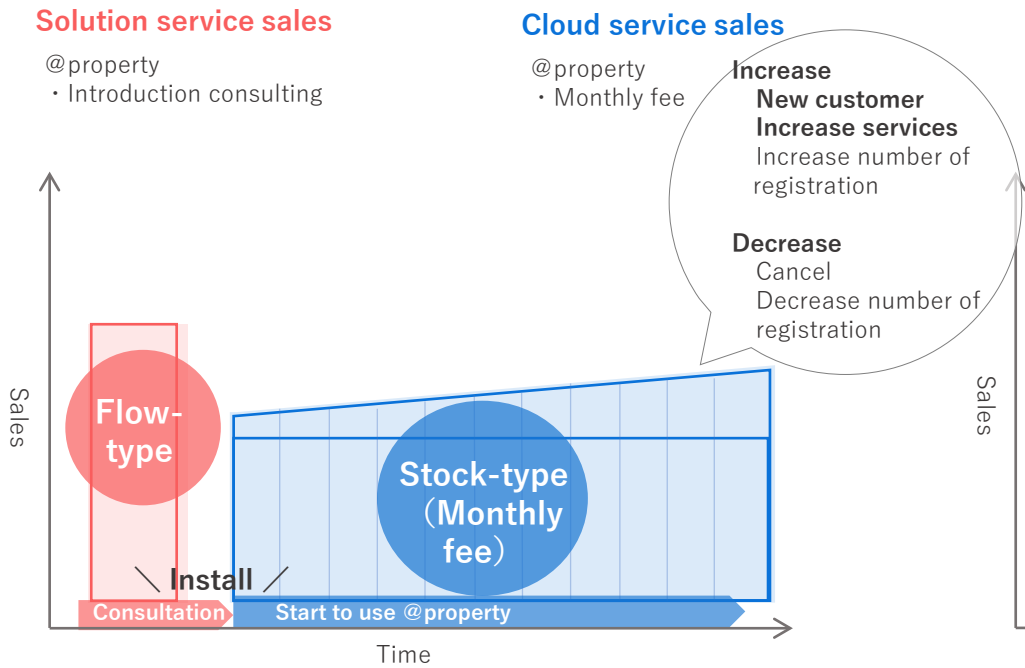 Solution service sales
@property
・Introduction consulting
Cloud service sales
@property
・Monthly fee
Increase
New customer
Increase services
Increase number of
registration
Decrease
Cancel
Decrease number of
registration
Sales
Flow-
type
Stock-type
（Monthly
fee）
＼ Install ／
Consultation
Start to use @property
Time
Sales